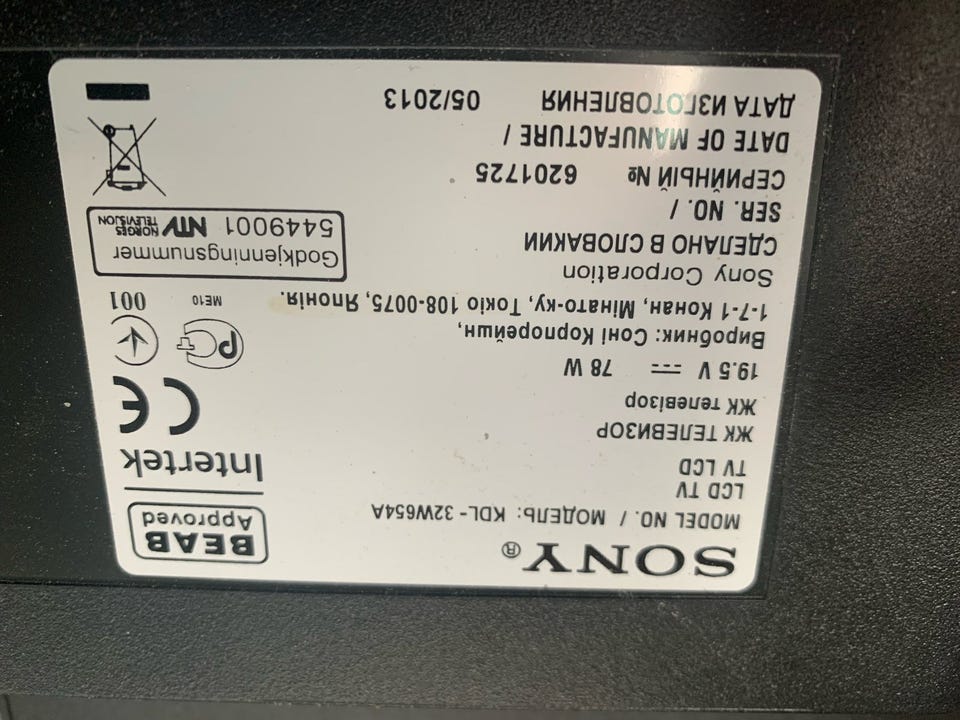 SONY®
MODEL NO. / МОДЕЛЬ: KDL- 32W654A
LCD TV
TV LCD
ЖК ТЕЛЕВИЗОР
ЖК телевізор
19.5 V ⎓ 78 W
Виробник: Соні Корпорейшн,
1-7-1 Конан, Мінато-ку, Токіо 108-0075, Японія.
Sony Corporation
СДЕЛАНО В СЛОВАКИИ
SER. NO. /
СЕРИЙНЫЙ № 6201725
DATE OF MANUFACTURE /
ДАТА ИЗГОТОВЛЕНИЯ 05/2013
BEAB
Approved
Intertek
CE
PC
ME10
001
Godkjenningsnummer
5449001 NTV NORGES
TELEVISJON